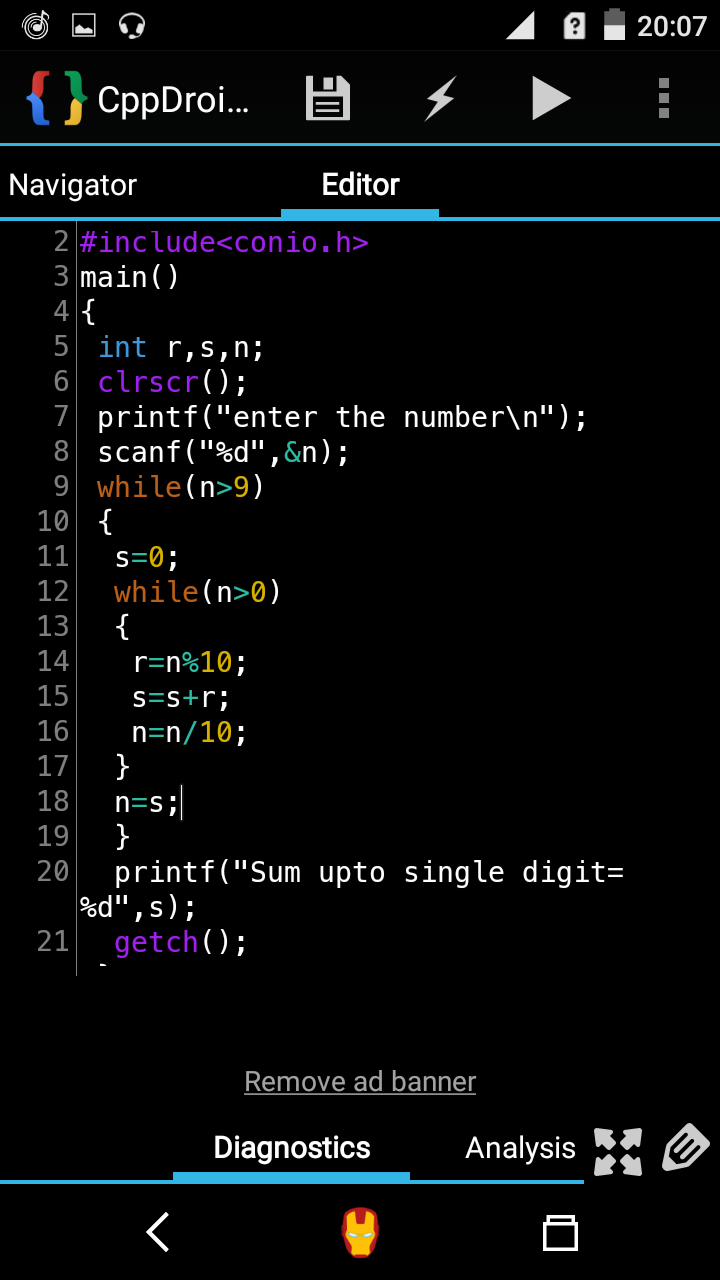 20:07
CppDroi...
Navigator Editor
2 #include<conio.h>
3 main()
4 {
5 int r,s,n;
6 clrscr();
7 printf("enter the number\n");
8 scanf("%d",&n);
9 while(n>9)
10 {
11 s=0;
12 while(n>0)
13 {
14 r=n%10;
15 s=s+r;
16 n=n/10;
17 }
18 n=s;
19 }
20 printf("Sum upto single digit=
%d",s);
21 getch();
Remove ad banner
Diagnostics Analysis